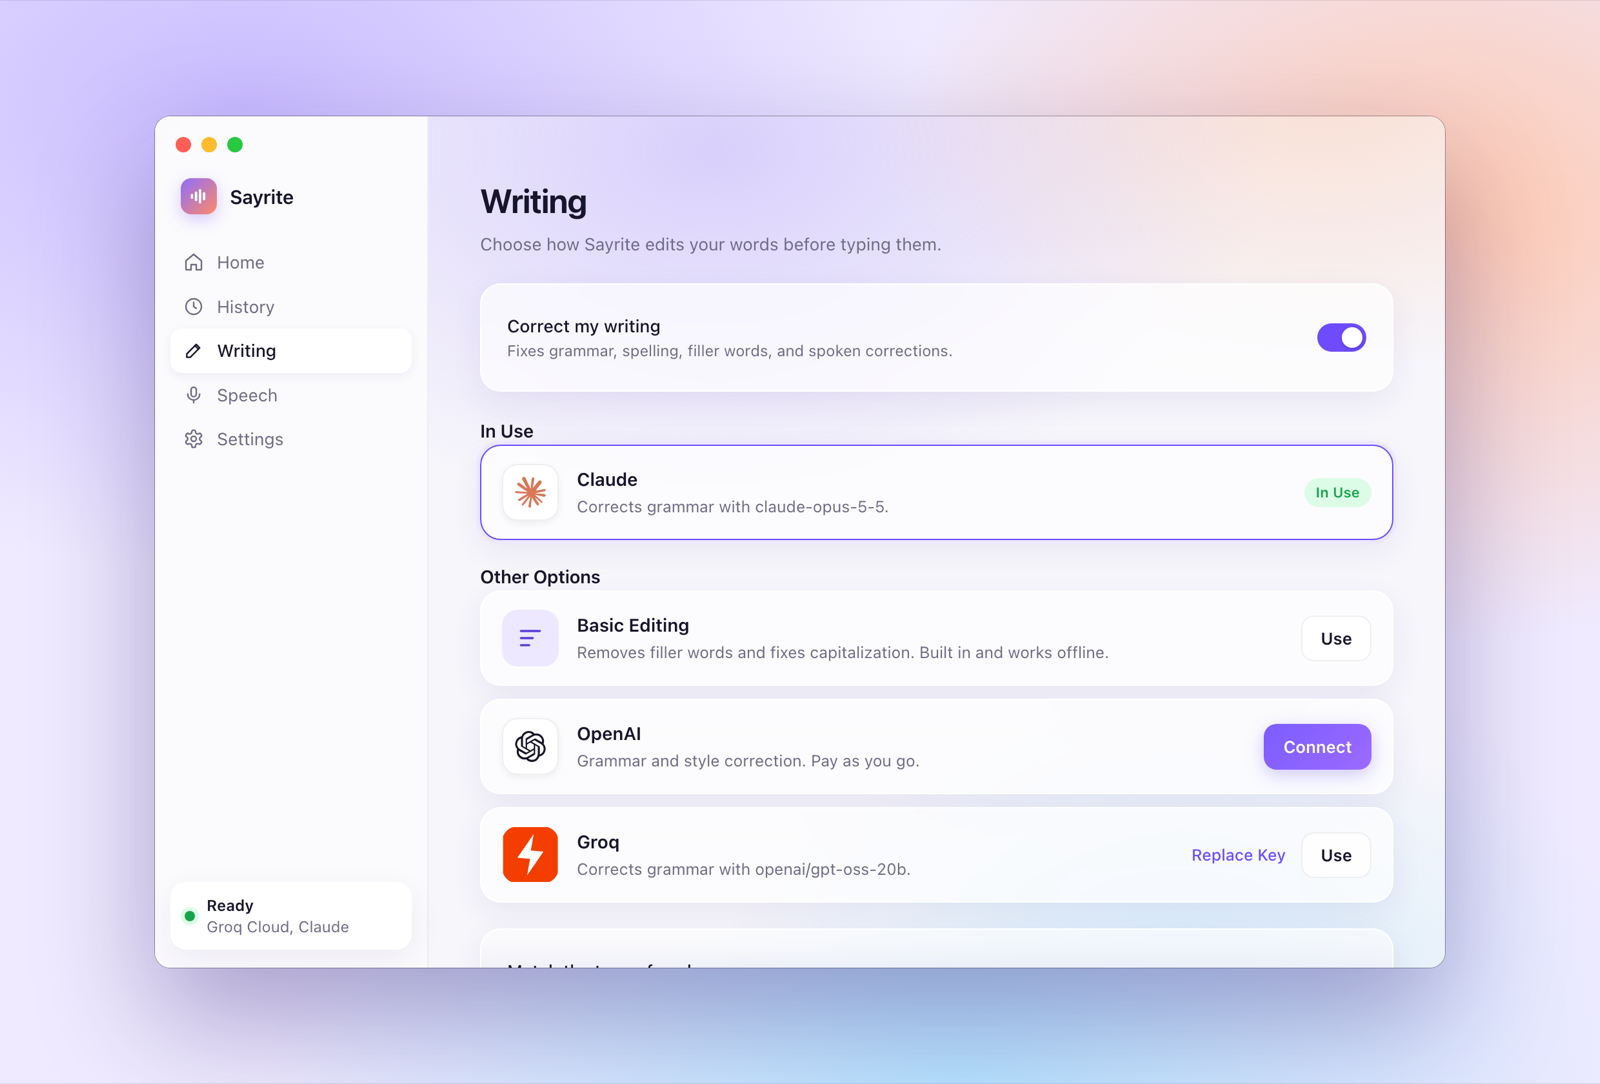 Sayrite
Home
History
Writing
Speech
Settings
Ready
Groq Cloud, Claude
Writing
Choose how Sayrite edits your words before typing them.
Correct my writing
Fixes grammar, spelling, filler words, and spoken corrections.
In Use
Claude
Corrects grammar with claude-opus-5-5.
In Use
Other Options
Basic Editing
Removes filler words and fixes capitalization. Built in and works offline.
Use
OpenAI
Grammar and style correction. Pay as you go.
Connect
Groq
Corrects grammar with openai/gpt-oss-20b.
Replace Key
Use